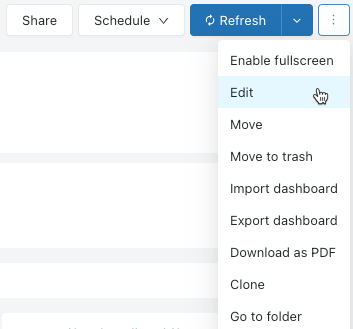 Share
Schedule
Refresh
Enable fullscreen
Edit
Move
Move to trash
Import dashboard
Export dashboard
Download as PDF
Clone
Go to folder